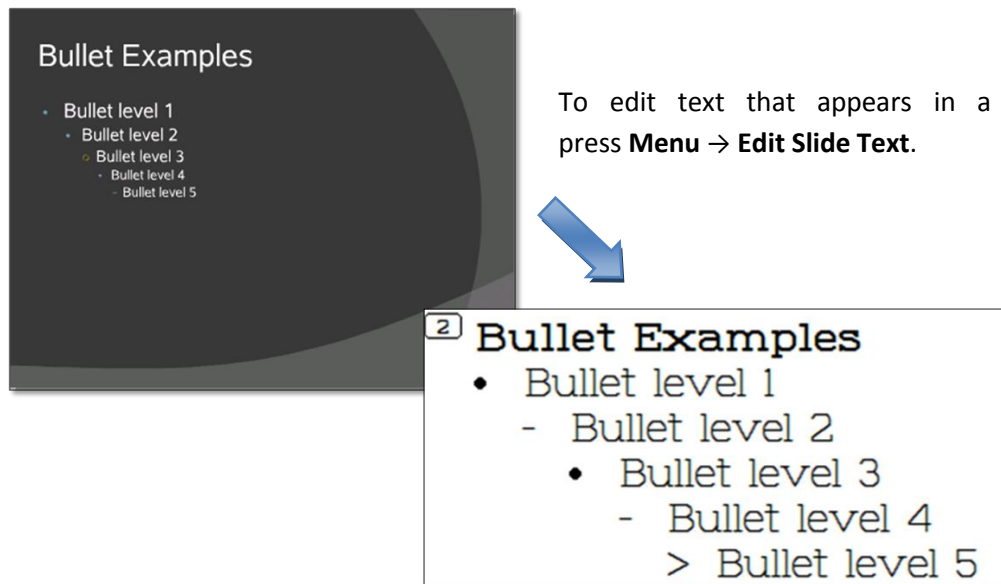 Bullet Examples
• Bullet level 1
• Bullet level 2
○ Bullet level 3
• Bullet level 4
– Bullet level 5
To edit text that appears in a
press Menu → Edit Slide Text.
2 Bullet Examples
• Bullet level 1
- Bullet level 2
• Bullet level 3
- Bullet level 4
> Bullet level 5